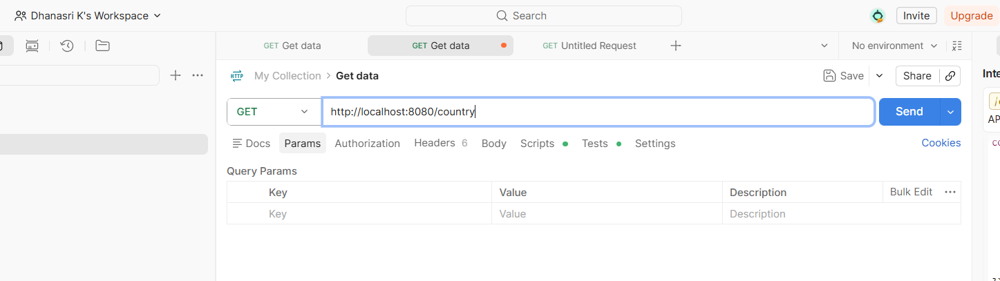 Dhanasri K's Workspace
Search
Invite
Upgrade
GET Get data
GET Get data
GET Untitled Request
No environment
HTTP
My Collection > Get data
Save
Share
GET
http://localhost:8080/country
Send
Docs
Params
Authorization
Headers 6
Body
Scripts
Tests
Settings
Cookies
Query Params
Key Value Description Bulk Edit
Key Value Description